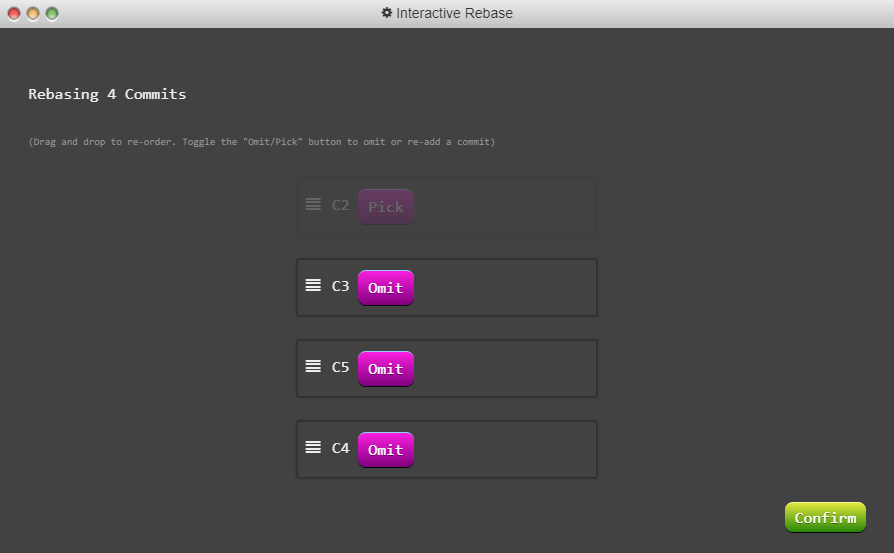 Interactive Rebase
Rebasing 4 Commits
(Drag and drop to re-order. Toggle the "Omit/Pick" button to omit or re-add a commit)
C2 Pick
C3 Omit
C5 Omit
C4 Omit
Confirm